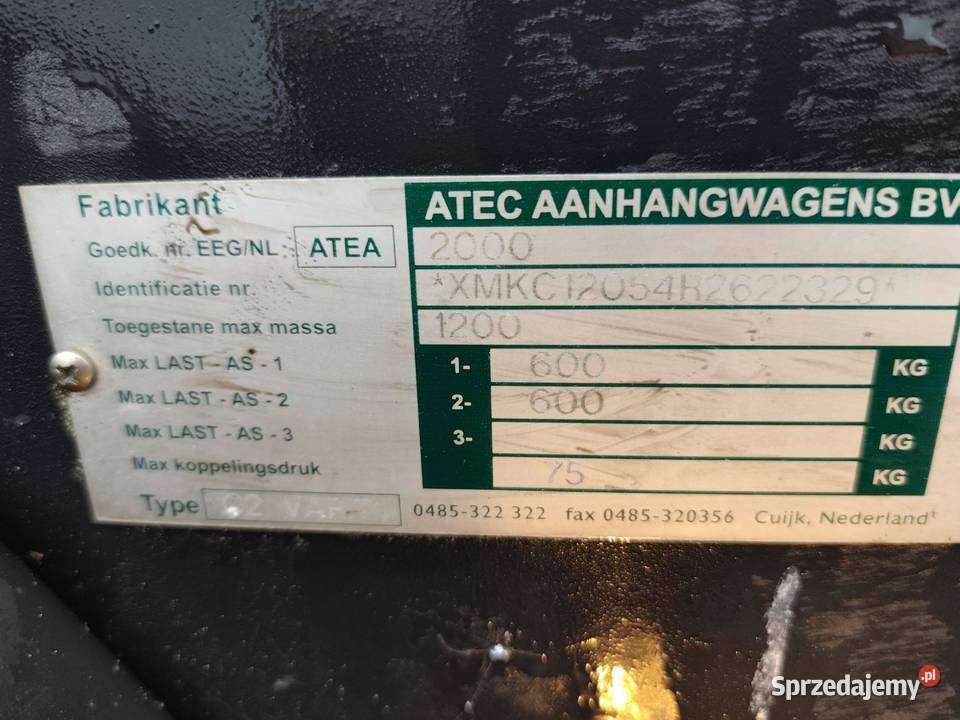 Fabrikant ATEC AANHANGWAGENS BV
Goedk. nr. EEG/NL : ATEA 2000
Identificatie nr. *XMKC12054R2622329*
Toegestane max massa 1200
Max LAST - AS - 1 1- 600 KG
Max LAST - AS - 2 2- 600 KG
Max LAST - AS - 3 3- KG
Max koppelingsdruk 75 KG
Type
0485-322 322 fax 0485-320356 Cuijk, Nederland
Sprzedajemy.pl